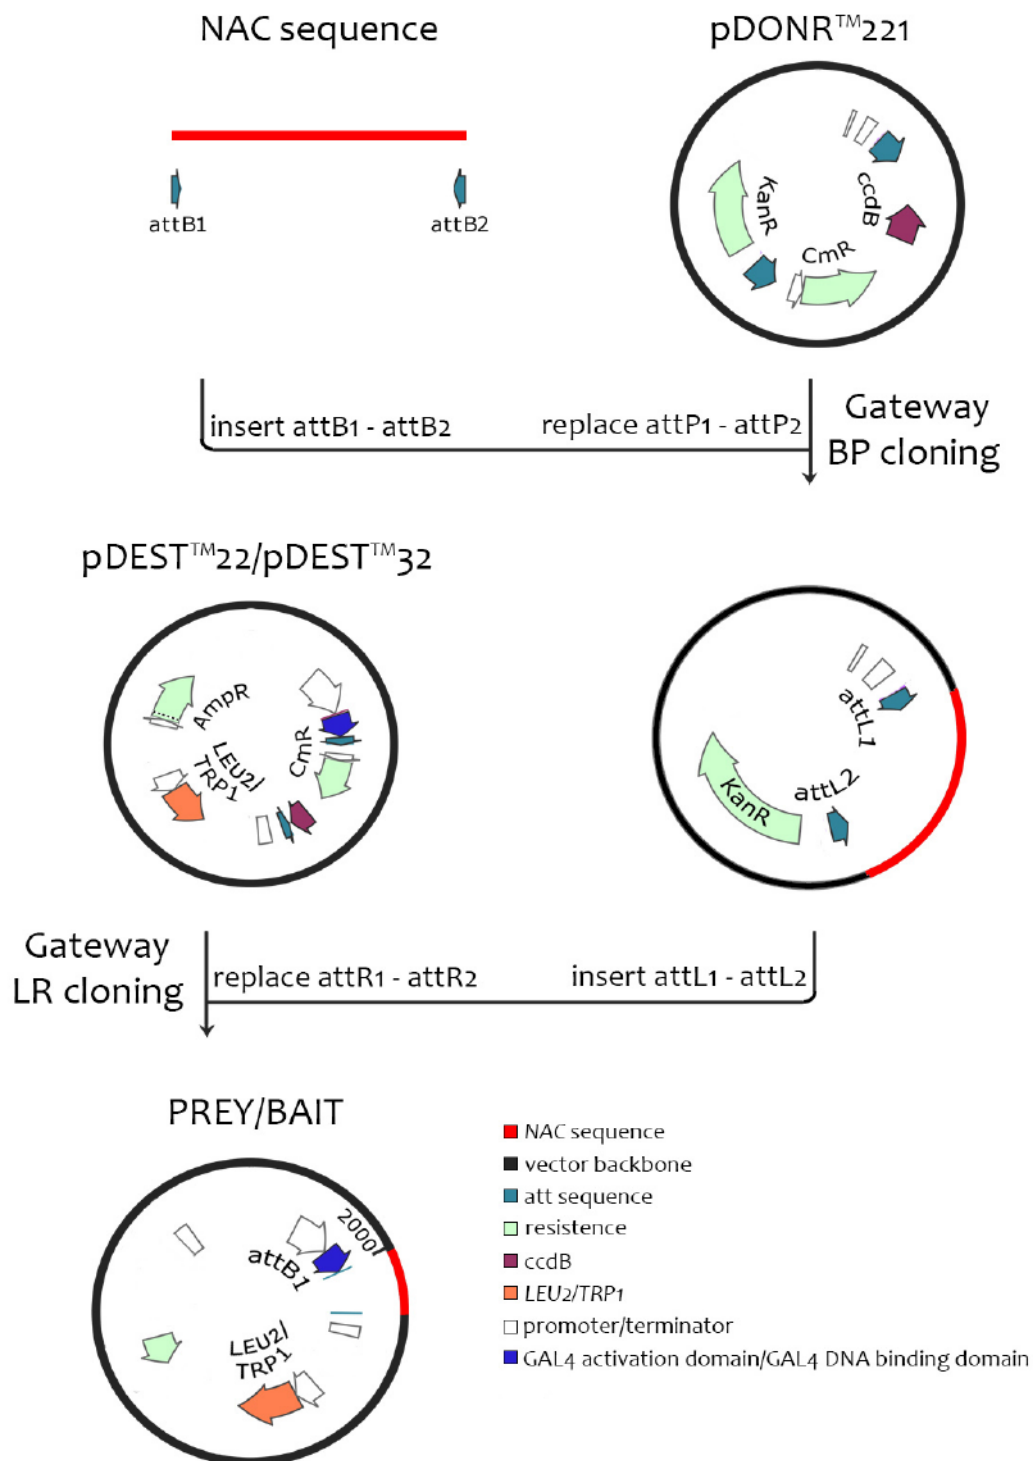 NAC sequence
pDONR™221
attB1
attB2
KanR
ccdB
CmR
insert attB1 - attB2
replace attP1 - attP2
Gateway
BP cloning
pDEST™22/pDEST™32
AmpR
CmR
LEU2/
TRP1
attL1
attL2
KanR
Gateway
LR cloning
replace attR1 - attR2
insert attL1 - attL2
PREY/BAIT
2000
attB1
LEU2/
TRP1
NAC sequence
vector backbone
att sequence
resistence
ccdB
LEU2/TRP1
promoter/terminator
GAL4 activation domain/GAL4 DNA binding domain